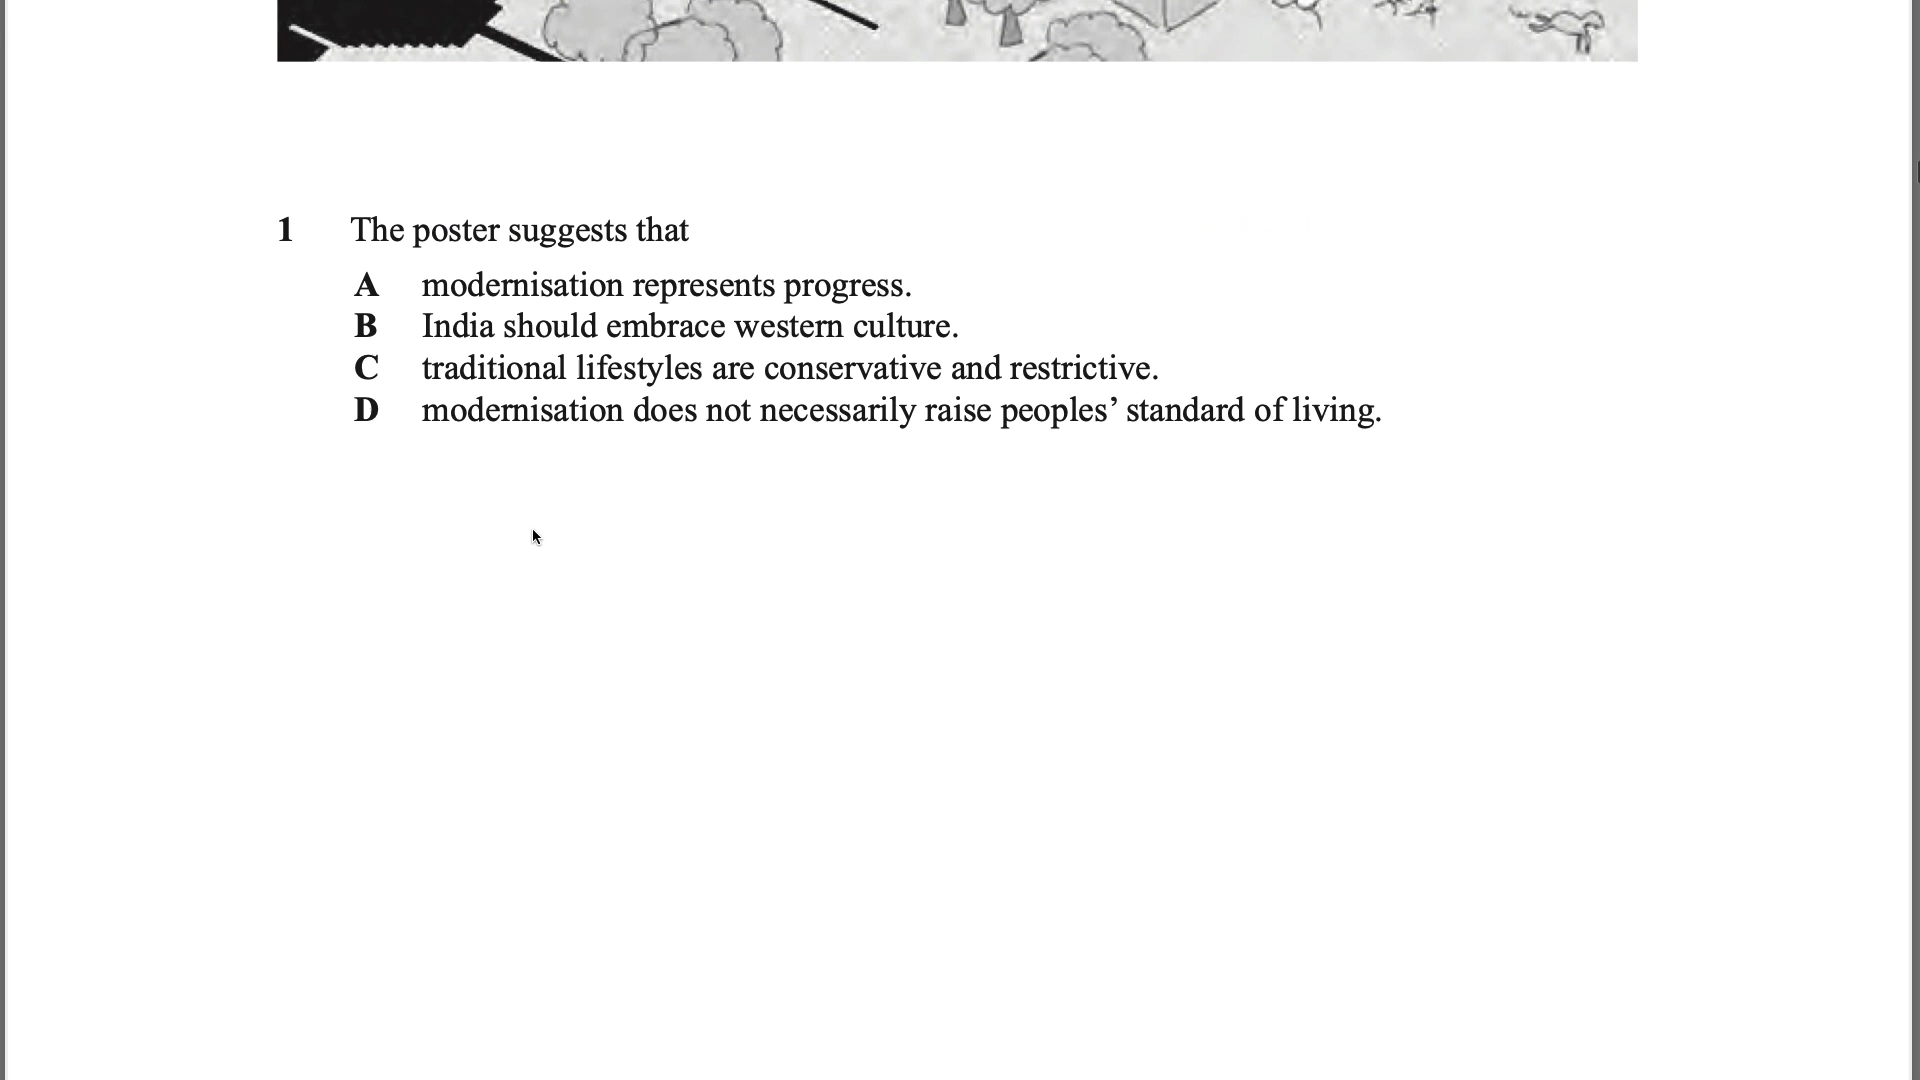 1 The poster suggests that
A modernisation represents progress.
B India should embrace western culture.
C traditional lifestyles are conservative and restrictive.
D modernisation does not necessarily raise peoples’ standard of living.